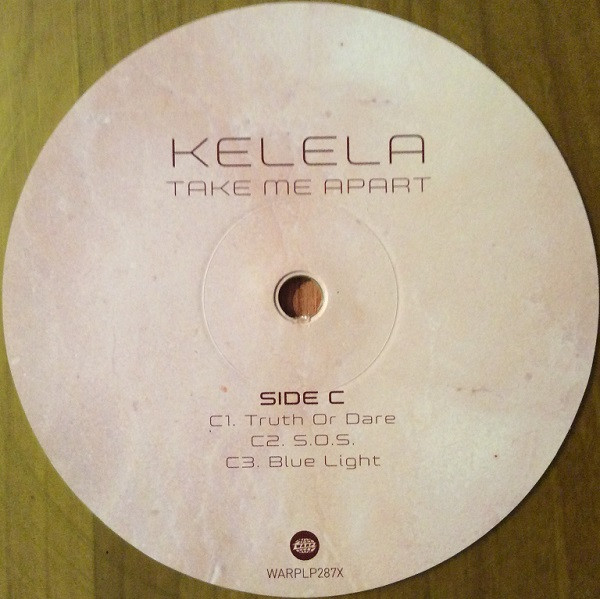 KELELA
TAKE ME APART
SIDE C
C1. Truth Or Dare
C2. S.O.S.
C3. Blue Light
WARPLP287X